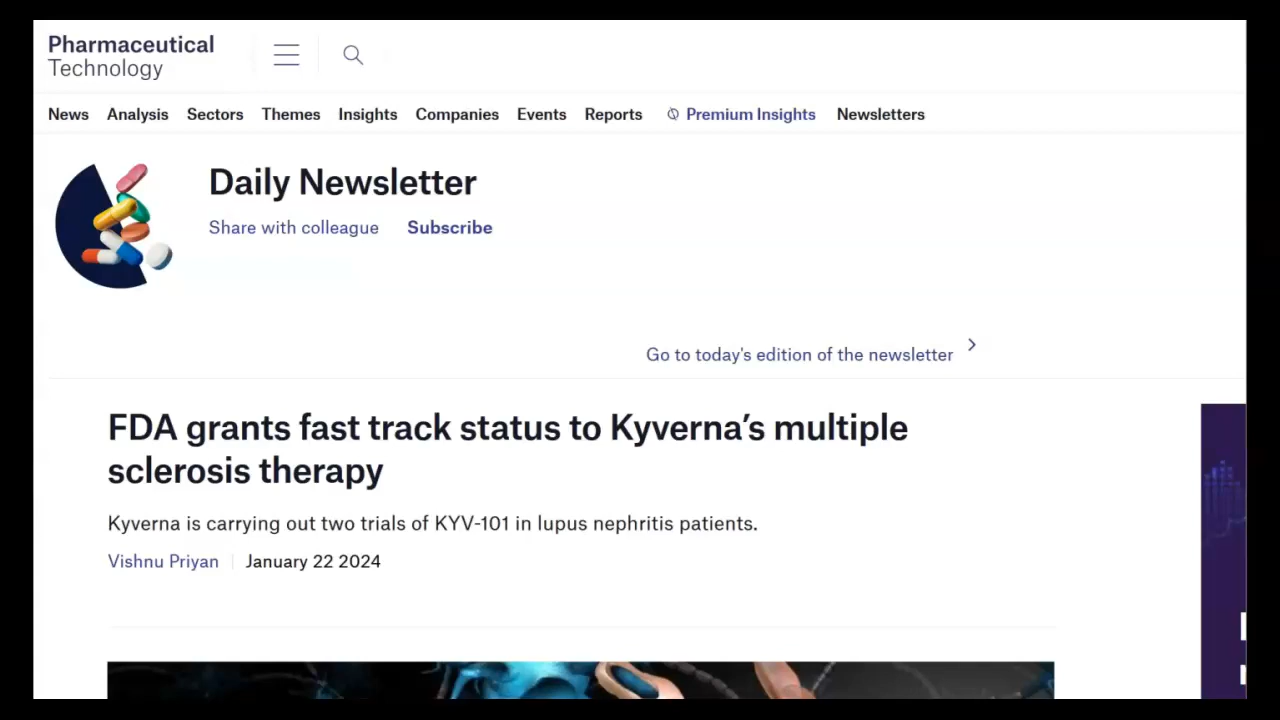 Pharmaceutical
Technology
News Analysis Sectors Themes Insights Companies Events Reports Premium Insights Newsletters
Daily Newsletter
Share with colleague Subscribe
Go to today's edition of the newsletter
FDA grants fast track status to Kyverna’s multiple
sclerosis therapy
Kyverna is carrying out two trials of KYV-101 in lupus nephritis patients.
Vishnu Priyan January 22 2024